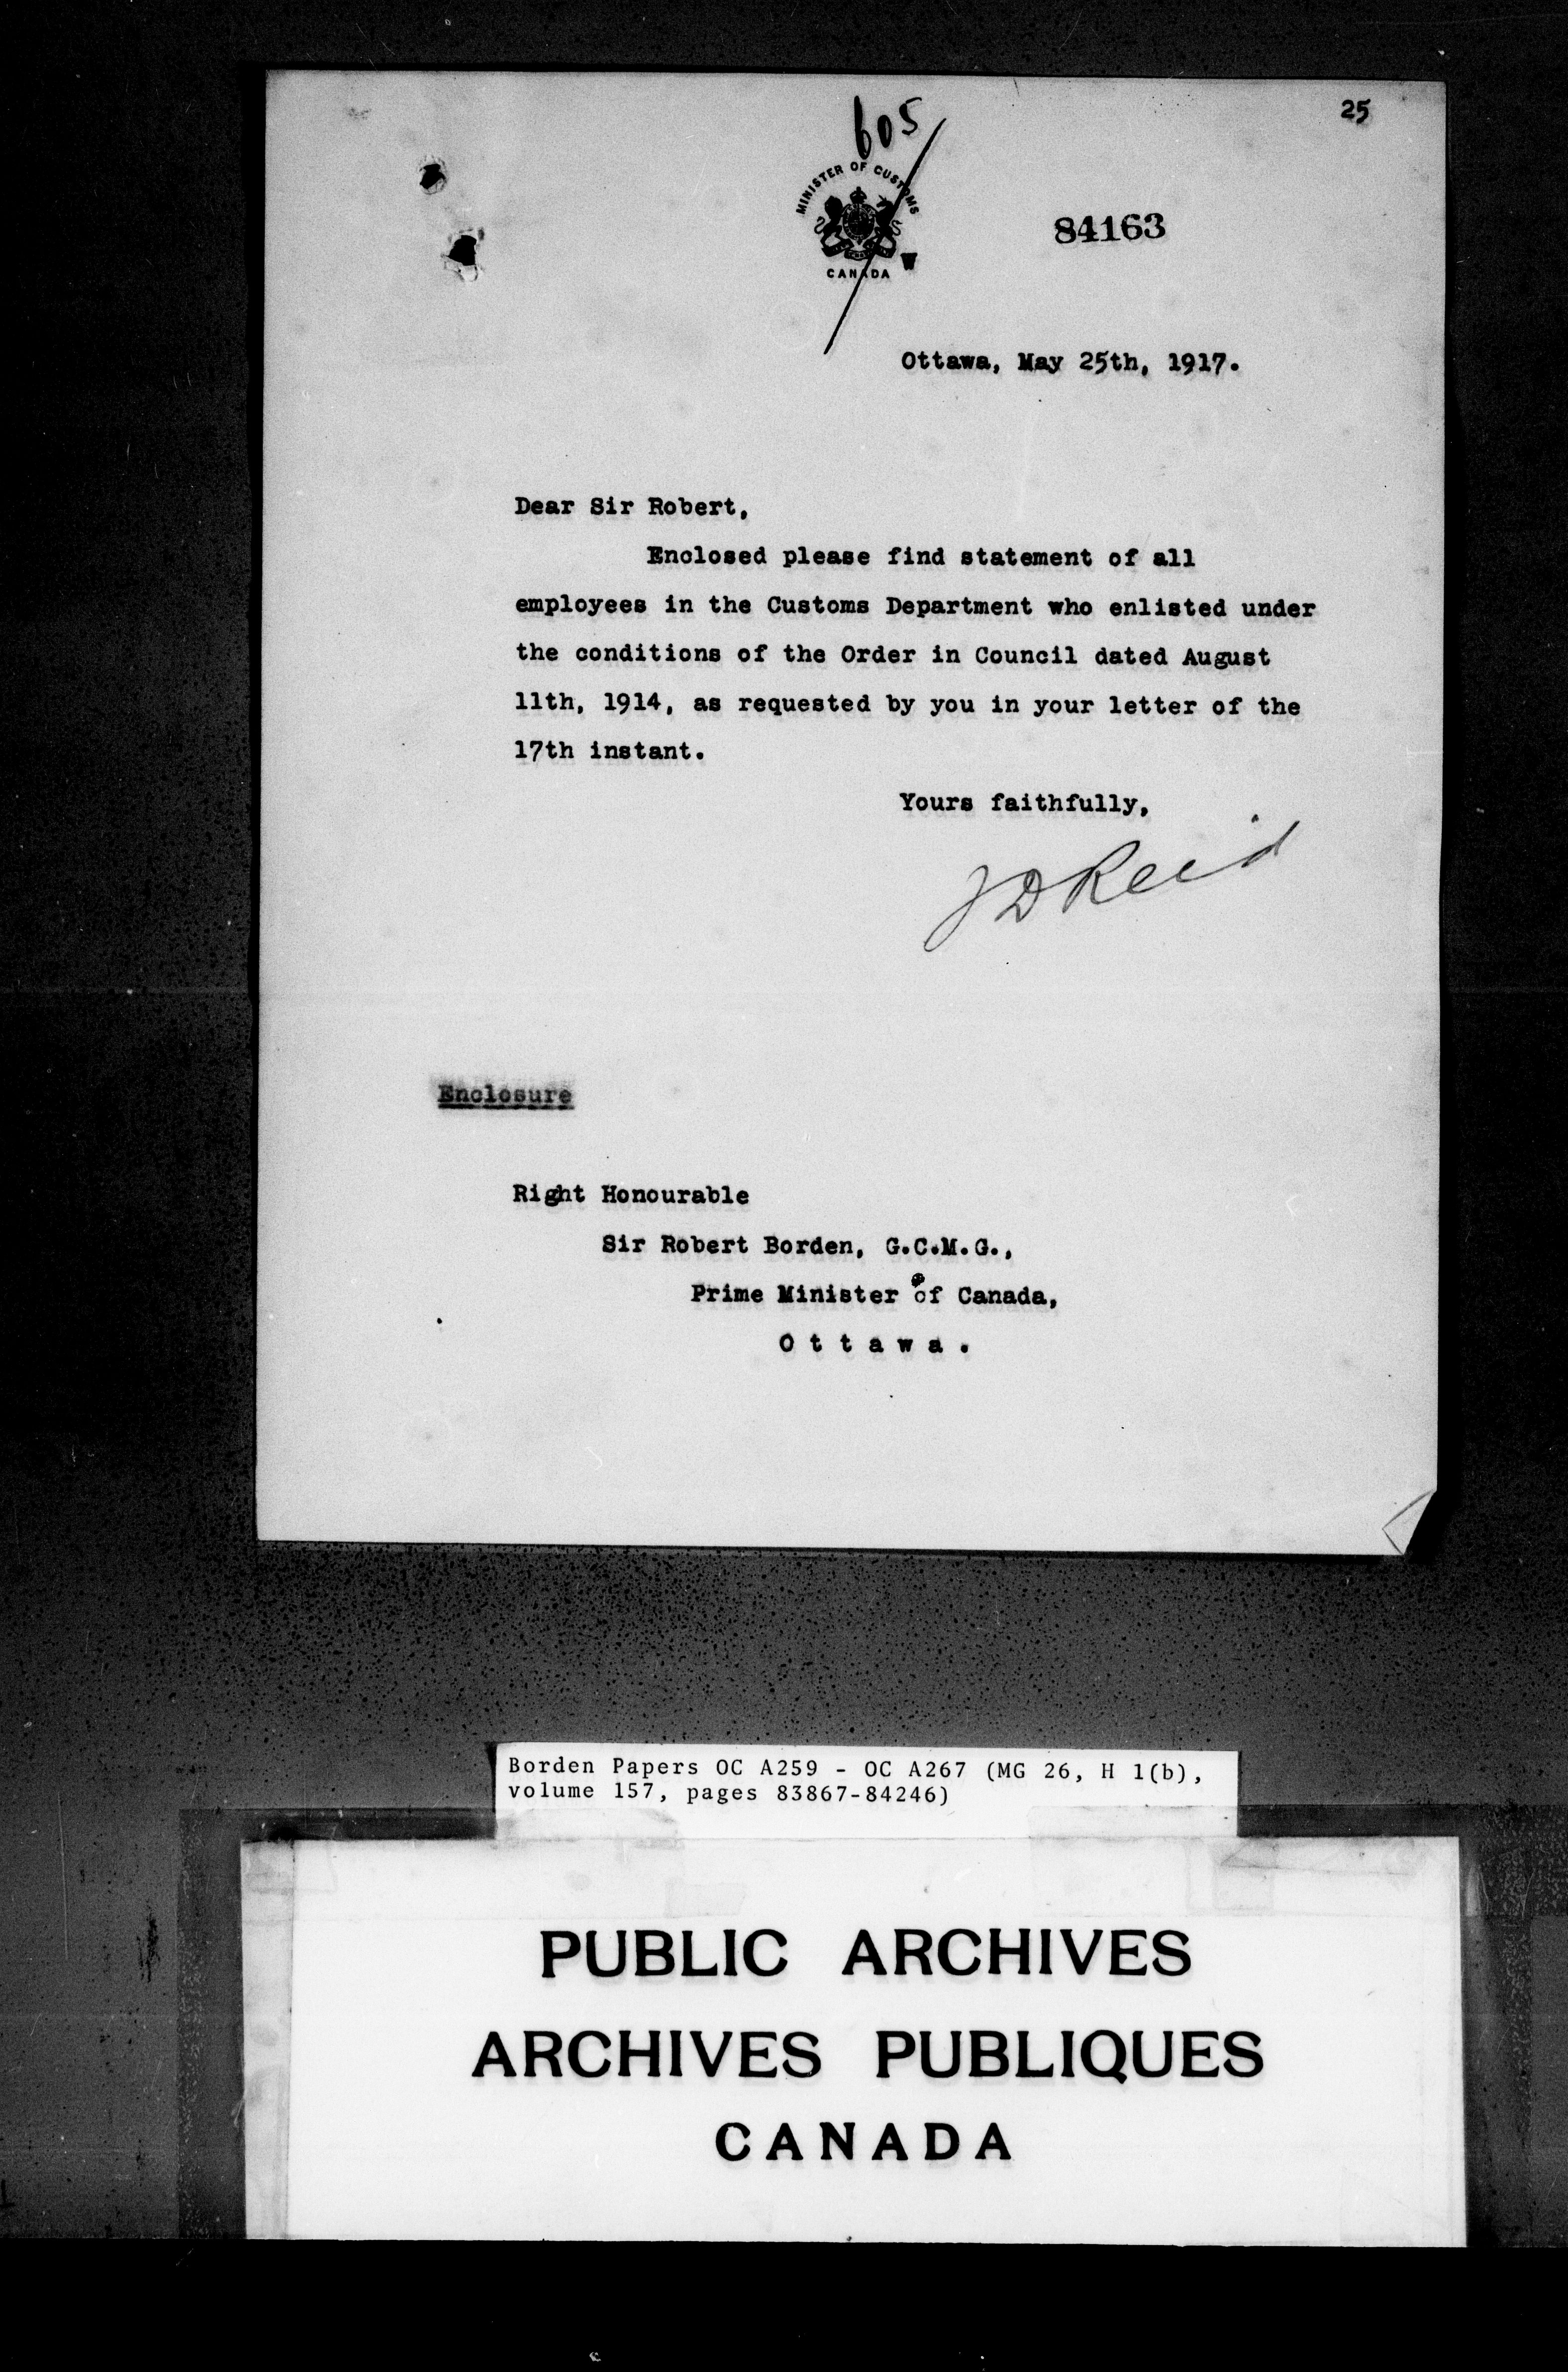 25
605
MINISTER OF CUSTOMS
84163
CANADA
Ottawa, May 25th, 1917.
Dear Sir Robert,
Enclosed please find statement of all
employees in the Customs Department who enlisted under
the conditions of the Order in Council dated August
11th, 1914, as requested by you in your letter of the
17th instant.
Yours faithfully,
JDReid
Enclosure
Right Honourable
Sir Robert Borden, G.C.M.G.,
Prime Minister of Canada,
Ottawa.
Borden Papers OC A259 - OC A267 (MG 26, H 1(b),
volume 157, pages 83867-84246)
PUBLIC ARCHIVES
ARCHIVES PUBLIQUES
CANADA